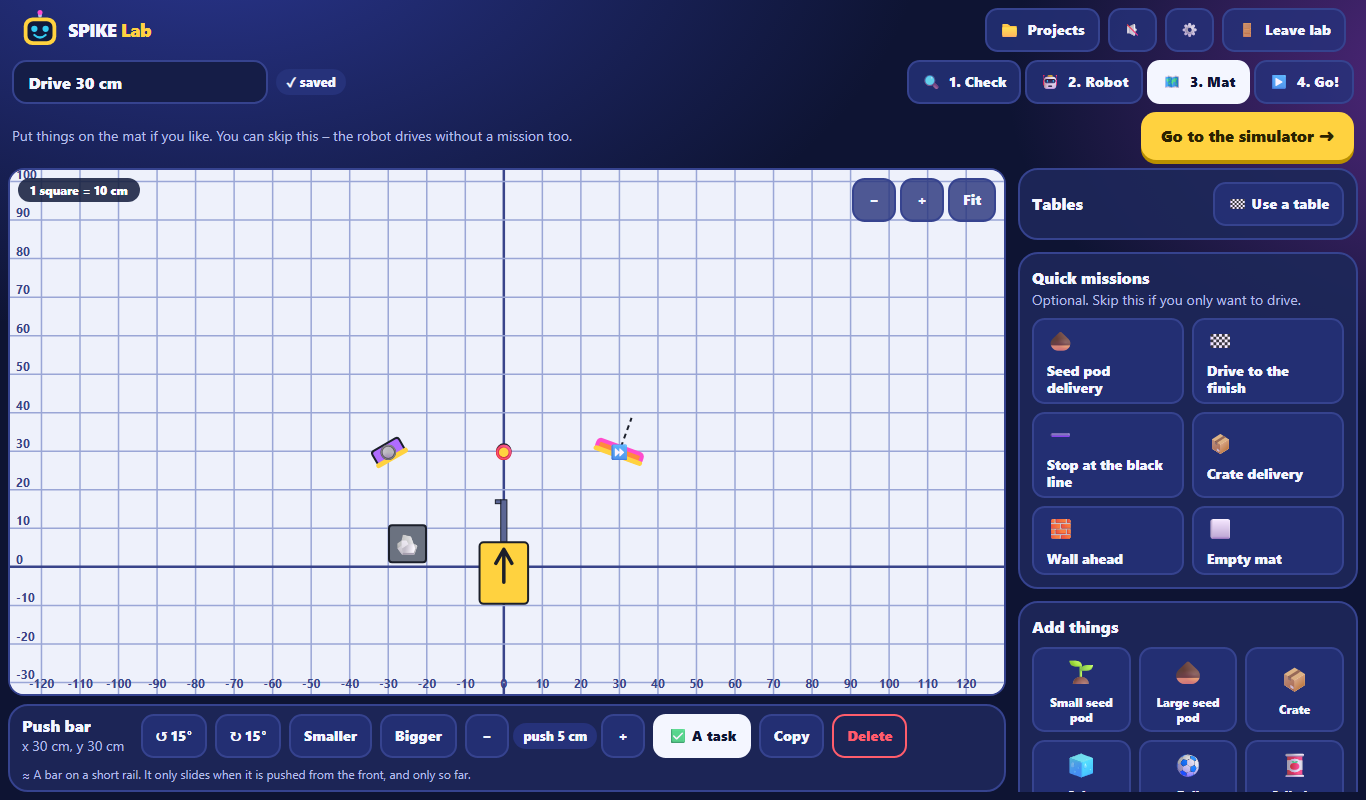 SPIKE Lab
Projects
Leave lab
Drive 30 cm
✓ saved
1. Check
2. Robot
3. Mat
4. Go!
Put things on the mat if you like. You can skip this – the robot drives without a mission too.
Go to the simulator →
100
1 square = 10 cm
–
+
Fit
90
80
70
60
50
40
30
20
10
0
-10
-20
-30
-120 -110 -100 -90 -80 -70 -60 -50 -40 -30 -20 -10 0 10 20 30 40 50 60 70 80 90 100 110 120
Tables
Use a table
Quick missions
Optional. Skip this if you only want to drive.
Seed pod
delivery
Drive to the
finish
Stop at the black
line
Crate delivery
Wall ahead
Empty mat
Add things
Small seed
pod
Large seed
pod
Crate
Push bar
x 30 cm, y 30 cm
↺ 15°
↻ 15°
Smaller
Bigger
–
push 5 cm
+
A task
Copy
Delete
≈ A bar on a short rail. It only slides when it is pushed from the front, and only so far.